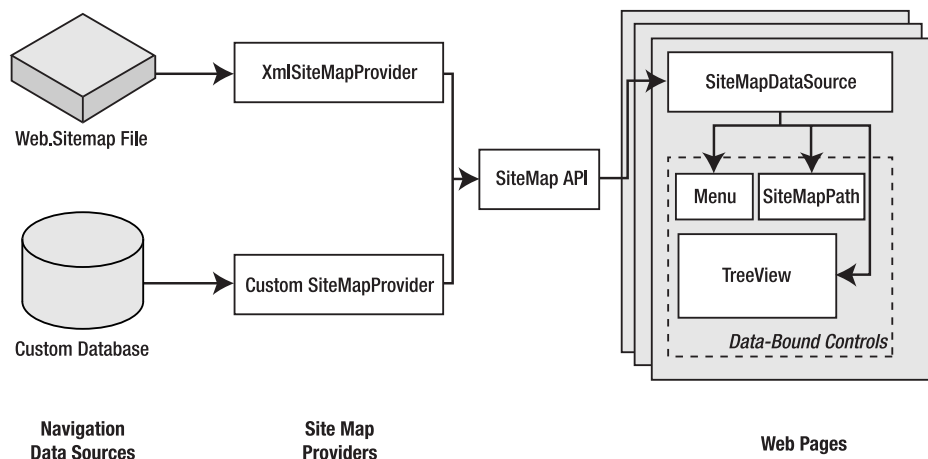 XmlSiteMapProvider
SiteMapDataSource
Web.Sitemap File
SiteMap API
Menu
SiteMapPath
Custom SiteMapProvider
TreeView
Custom Database
Data-Bound Controls
Navigation
Data Sources
Site Map
Providers
Web Pages